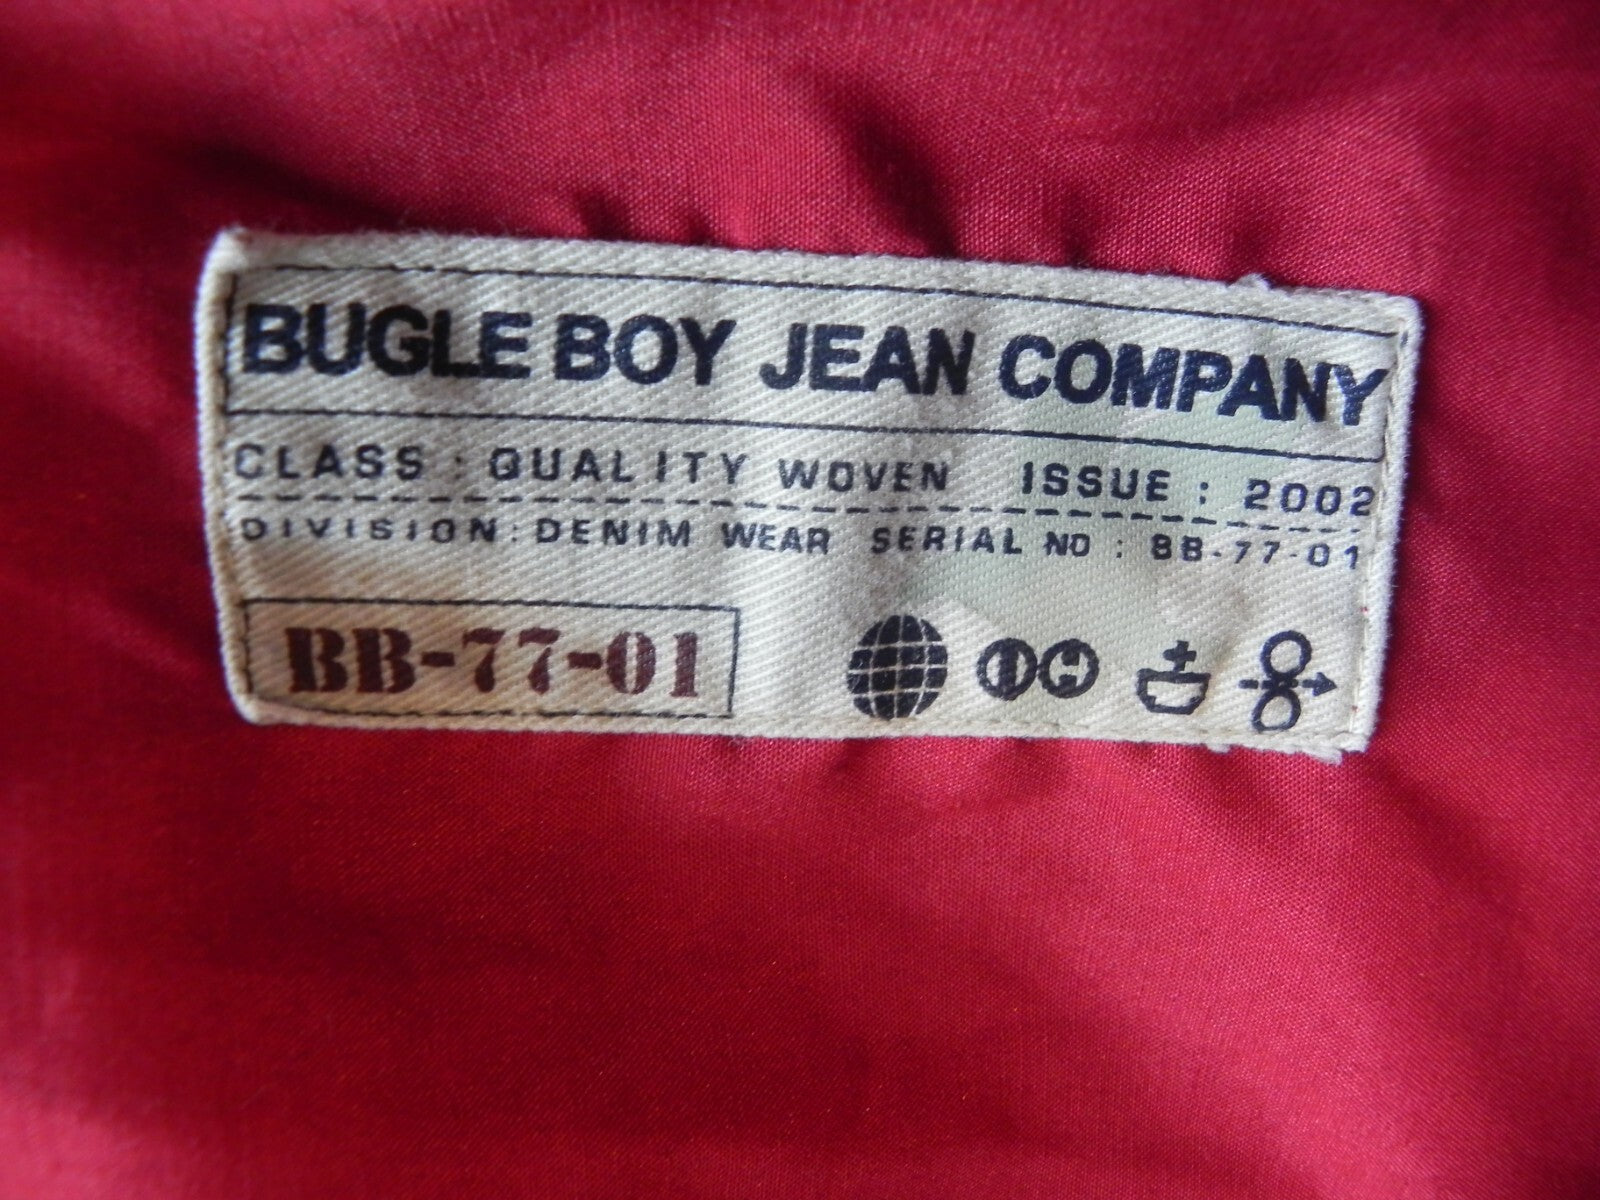 BUGLE BOY JEAN COMPANY
CLASS : QUALITY WOVEN ISSUE : 2002
DIVISION : DENIM WEAR SERIAL NO : BB-77-01
BB-77-01